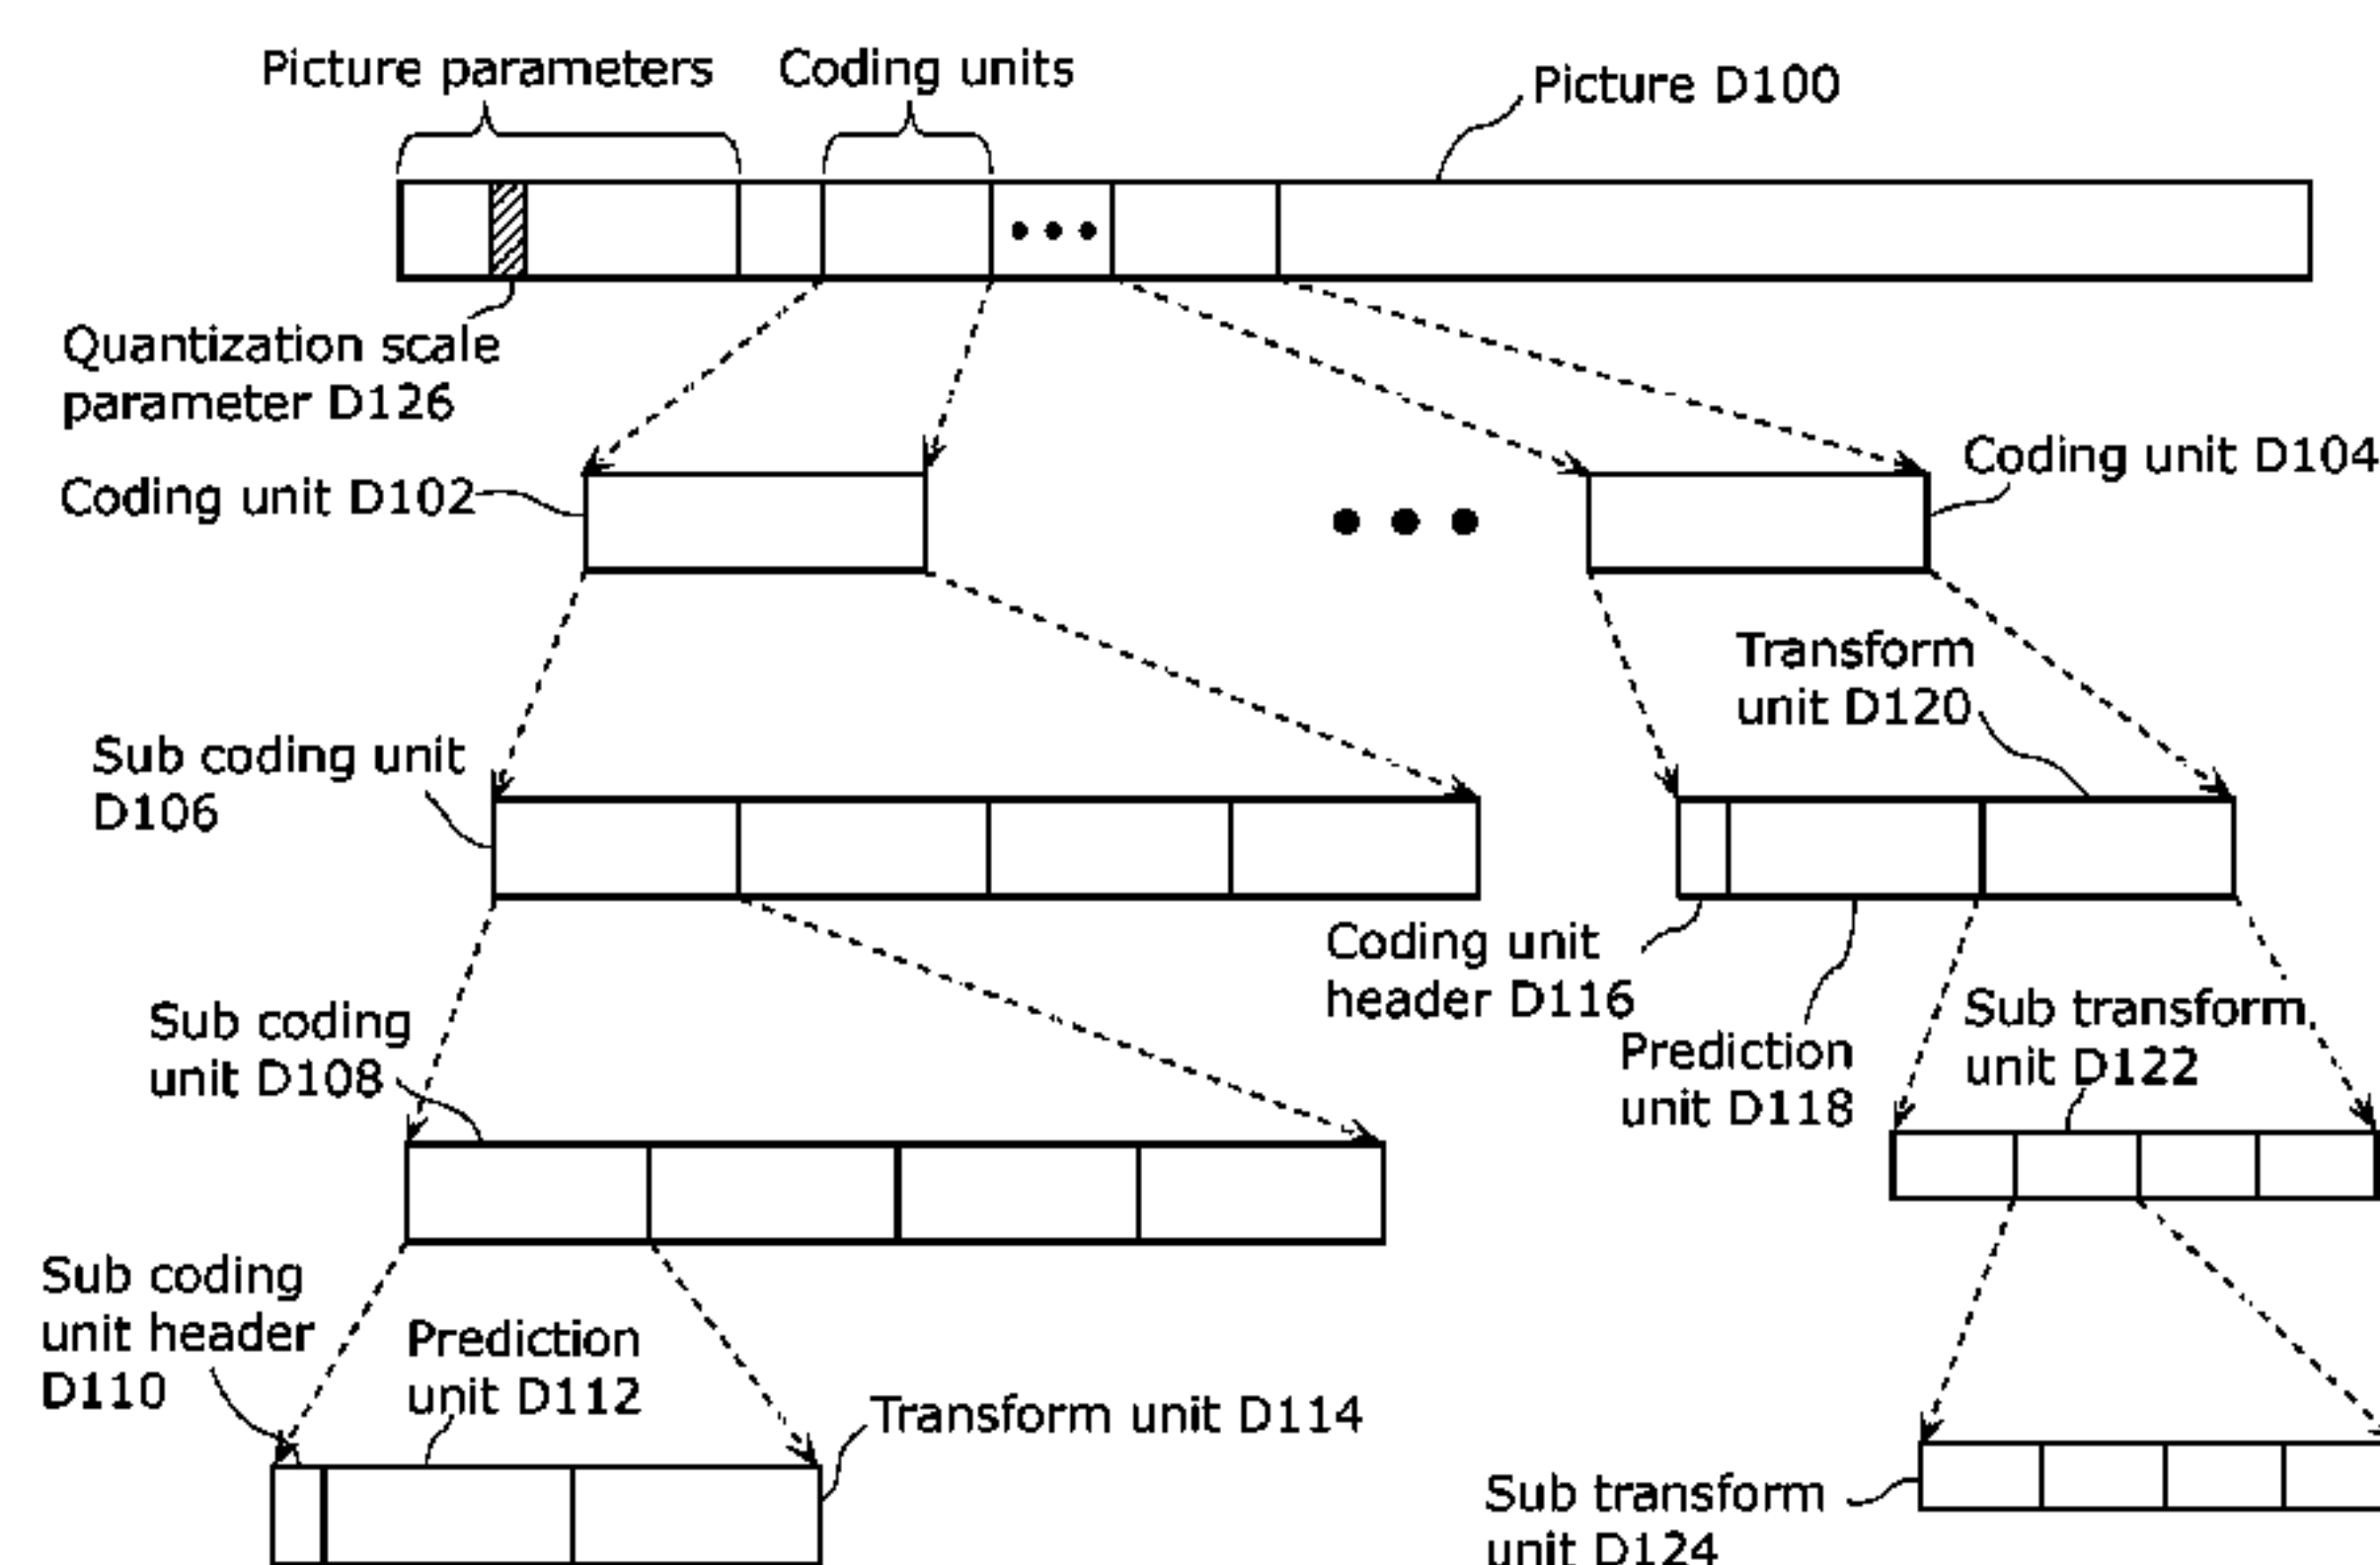 Picture parameters
Coding units
Picture D100
Quantization scale
parameter D126
Coding unit D102
Coding unit D104
Transform
unit D120
Sub coding unit
D106
Coding unit
header D116
Sub coding
unit D108
Prediction
unit D118
Sub transform
unit D122
Sub coding
unit header
D110
Prediction
unit D112
Transform unit D114
Sub transform
unit D124